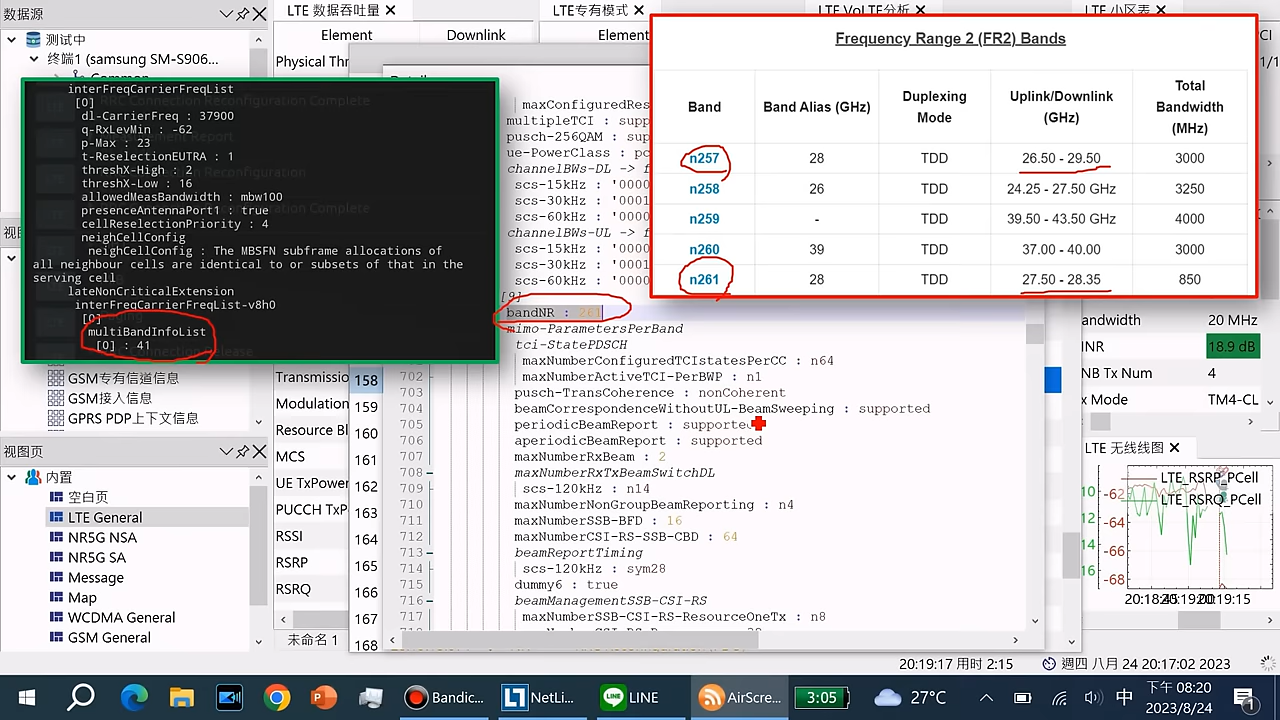 数据源
测试中
终端1 (samsung SM-S906...
LTE 数据吞吐量
LTE专有模式
LTE VoLTE分析
LTE 小区表
Element
Downlink
Element
Physical Thr
interFreqCarrierFreqList
[0]
dl-CarrierFreq : 37900
q-RxLevMin : -62
p-Max : 23
t-ReselectionEUTRA : 1
threshX-High : 2
threshX-Low : 16
allowedMeasBandwidth : mbw100
presenceAntennaPort1 : true
cellReselectionPriority : 4
neighCellConfig
neighCellConfig : The MBSFN subframe allocations of
all neighbour cells are identical to or subsets of that in the
serving cell
lateNonCriticalExtension
interFreqCarrierFreqList-v8h0
[0]
multiBandInfoList
[0] : 41
Frequency Range 2 (FR2) Bands
Band
Band Alias (GHz)
Duplexing Mode
Uplink/Downlink (GHz)
Total Bandwidth (MHz)
n257 28 TDD 26.50 - 29.50 3000
n258 26 TDD 24.25 - 27.50 GHz 3250
n259 - TDD 39.50 - 43.50 GHz 4000
n260 39 TDD 37.00 - 40.00 3000
n261 28 TDD 27.50 - 28.35 850
maxConfiguredRes
multipleTCI : supp
pusch-256QAM : sup
ue-PowerClass : pc
channelBWs-DL -> f
scs-15kHz : '0000
scs-30kHz : '0001
scs-60kHz : '0001
channelBWs-UL -> f
scs-15kHz : '0000
scs-30kHz : '0001
scs-60kHz : '0001
[9]
bandNR : 261
mimo-ParametersPerBand
tci-StatePDSCH
maxNumberConfiguredTCIstatesPerCC : n64
702 maxNumberActiveTCI-PerBWP : n1
703 pusch-TransCoherence : nonCoherent
704 beamCorrespondenceWithoutUL-BeamSweeping : supported
705 periodicBeamReport : supported
706 aperiodicBeamReport : supported
707 maxNumberRxBeam : 2
708 maxNumberRxTxBeamSwitchDL
709 scs-120kHz : n14
710 maxNumberNonGroupBeamReporting : n4
711 maxNumberSSB-BFD : 16
712 maxNumberCSI-RS-SSB-CBD : 64
713 beamReportTiming
714 scs-120kHz : sym28
715 dummy6 : true
716 beamManagementSSB-CSI-RS
717 maxNumberSSB-CSI-RS-ResourceOneTx : n8
GSM专有信道信息
GSM接入信息
GPRS PDP上下文信息
视图页
内置
空白页
LTE General
NR5G NSA
NR5G SA
Message
Map
WCDMA General
GSM General
Transmissio
Modulation
Resource Bl
MCS
UE TxPower
PUCCH TxP
RSSI
RSRP
RSRQ
未命名 1
158
159
160
161
162
163
164
165
166
167
168
andwidth 20 MHz
INR 18.9 dB
NB Tx Num 4
x Mode TM4-CL
LTE 无线线图
LTE_RSRP_PCell
LTE_RSRQ_PCell
10
12
14
16
-62
-64
-66
-68
20:19:15
20:19:17 用时 2:15
週四 八月 24 20:17:02 2023
Bandic...
NetLi...
LINE
AirScre...
3:05
27°C
中
下午 08:20
2023/8/24
1